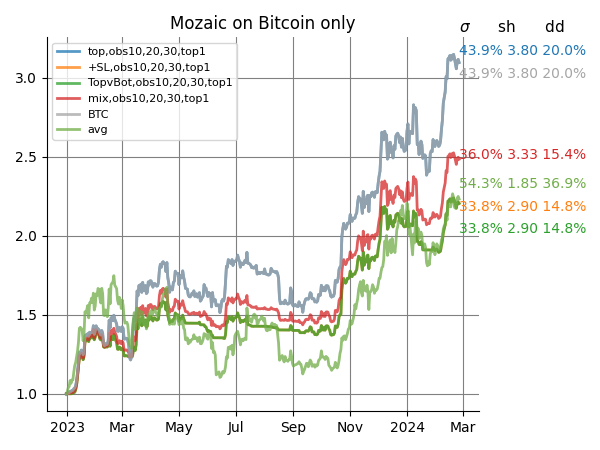 Mozaic on Bitcoin only
σ sh dd
top,obs10,20,30,top1
+SL,obs10,20,30,top1
TopvBot,obs10,20,30,top1
mix,obs10,20,30,top1
BTC
avg
43.9% 3.80 20.0%
43.9% 3.80 20.0%
36.0% 3.33 15.4%
54.3% 1.85 36.9%
33.8% 2.90 14.8%
33.8% 2.90 14.8%
3.0
2.5
2.0
1.5
1.0
2023 Mar May Jul Sep Nov 2024 Mar